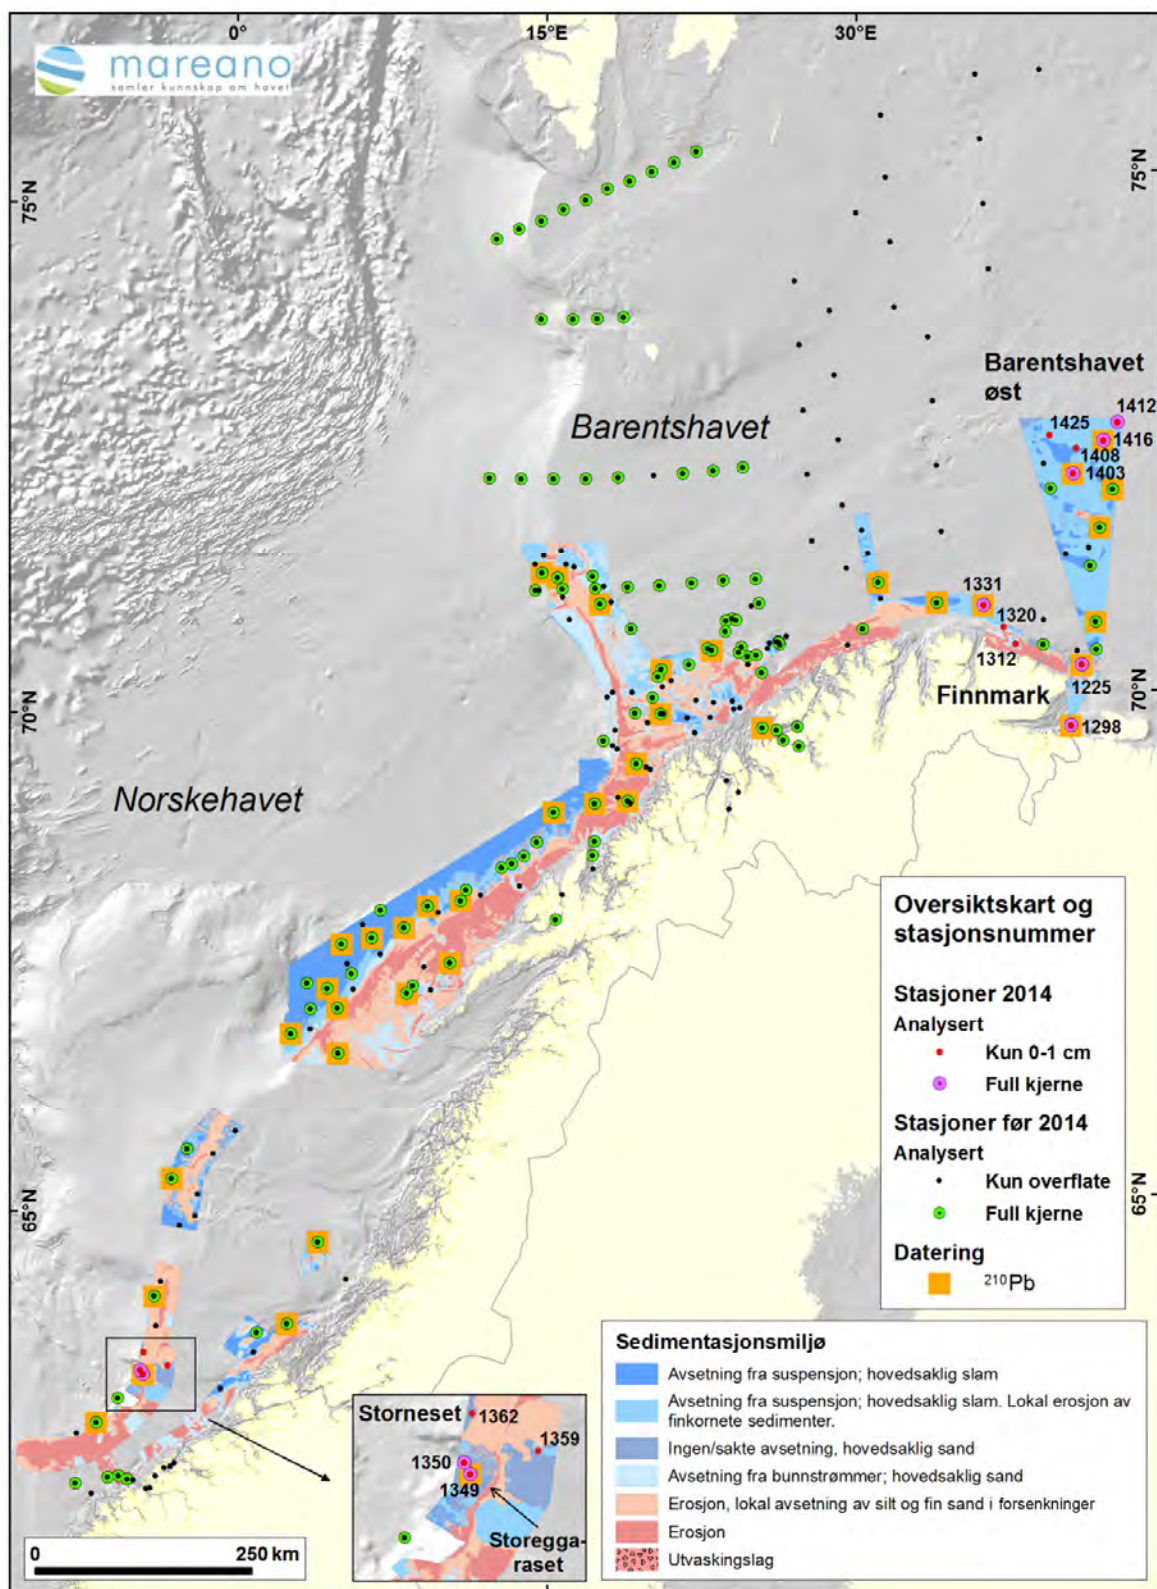 0°
15°E
30°E
mareano
samler kunnskap om havet
75°N
75°N
Barentshavet
øst
1412
1425
1416
1408
1403
Barentshavet
1331
1320
1312
Finnmark
1225
1298
70°N
70°N
Norskehavet
Oversiktskart og
stasjonsnummer
Stasjoner 2014
Analysert
Kun 0-1 cm
Full kjerne
Stasjoner før 2014
Analysert
Kun overflate
Full kjerne
Datering
²¹⁰Pb
65°N
65°N
Sedimentasjonsmiljø
Avsetning fra suspensjon; hovedsaklig slam
Avsetning fra suspensjon; hovedsaklig slam. Lokal erosjon av
finkornete sedimenter.
Ingen/sakte avsetning, hovedsaklig sand
Avsetning fra bunnstrømmer; hovedsaklig sand
Erosjon, lokal avsetning av silt og fin sand i forsenkninger
Erosjon
Utvaskingslag
Storneset
1362
1359
1350
1349
Storegga-
raset
0
250 km
15°E